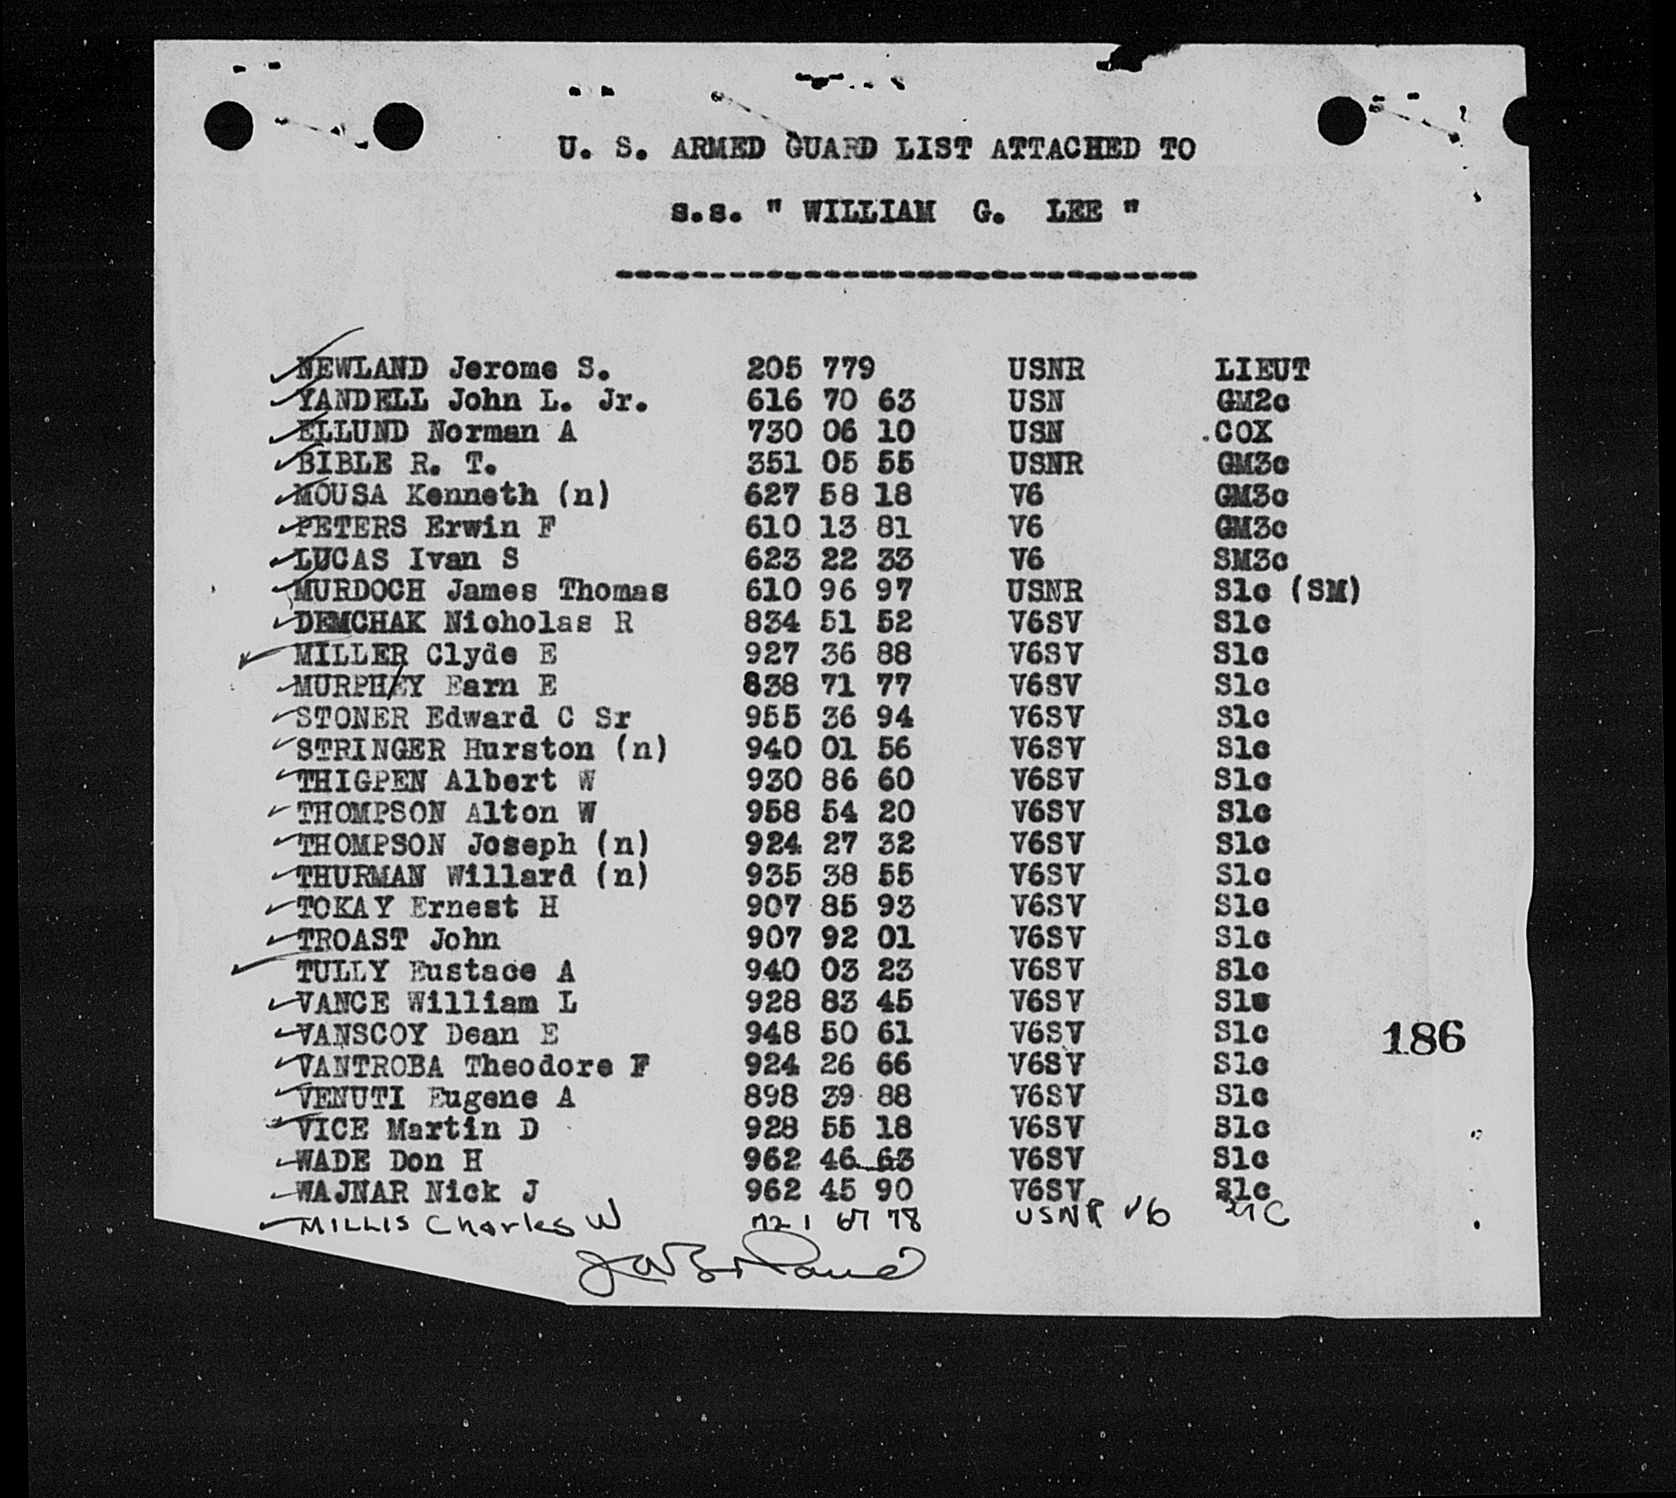 U. S. ARMED GUARD LIST ATTACHED TO
s.s. " WILLIAM G. LEE "
-------------------------------
NEWLAND Jerome S. 205 779 USNR LIEUT
YANDELL John L. Jr. 616 70 63 USN GM2c
ELLUND Norman A 730 06 10 USN .COX
BIBLE R. T. 351 05 55 USNR GM3c
MOUSA Kenneth (n) 627 58 18 V6 GM3c
PETERS Erwin F 610 13 81 V6 GM3c
LUCAS Ivan S 623 22 33 V6 SM3c
MURDOCH James Thomas 610 96 97 USNR S1c (SM)
DEMCHAK Nicholas R 834 51 52 V6SV S1c
MILLER Clyde E 927 36 88 V6SV S1c
MURPHEY Earn E 838 71 77 V6SV S1c
STONER Edward C Sr 955 36 94 V6SV S1c
STRINGER Hurston (n) 940 01 56 V6SV S1c
THIGPEN Albert W 930 86 60 V6SV S1c
THOMPSON Alton W 958 54 20 V6SV S1c
THOMPSON Joseph (n) 924 27 32 V6SV S1c
THURMAN Willard (n) 935 38 55 V6SV S1c
TOKAY Ernest H 907 85 93 V6SV S1c
TROAST John 907 92 01 V6SV S1c
TULLY Eustace A 940 03 23 V6SV S1c
VANCE William L 928 83 45 V6SV S1c
VANSCOY Dean E 948 50 61 V6SV S1c
186
VANTROBA Theodore F 924 26 66 V6SV S1c
VENUTI Eugene A 898 39 88 V6SV S1c
VICE Martin D 928 55 18 V6SV S1c
WADE Don H 962 46 63 V6SV S1c
WAJNAR Nick J 962 45 90 V6SV S1c
MILLIS Charles W 721 67 78 USNR V6